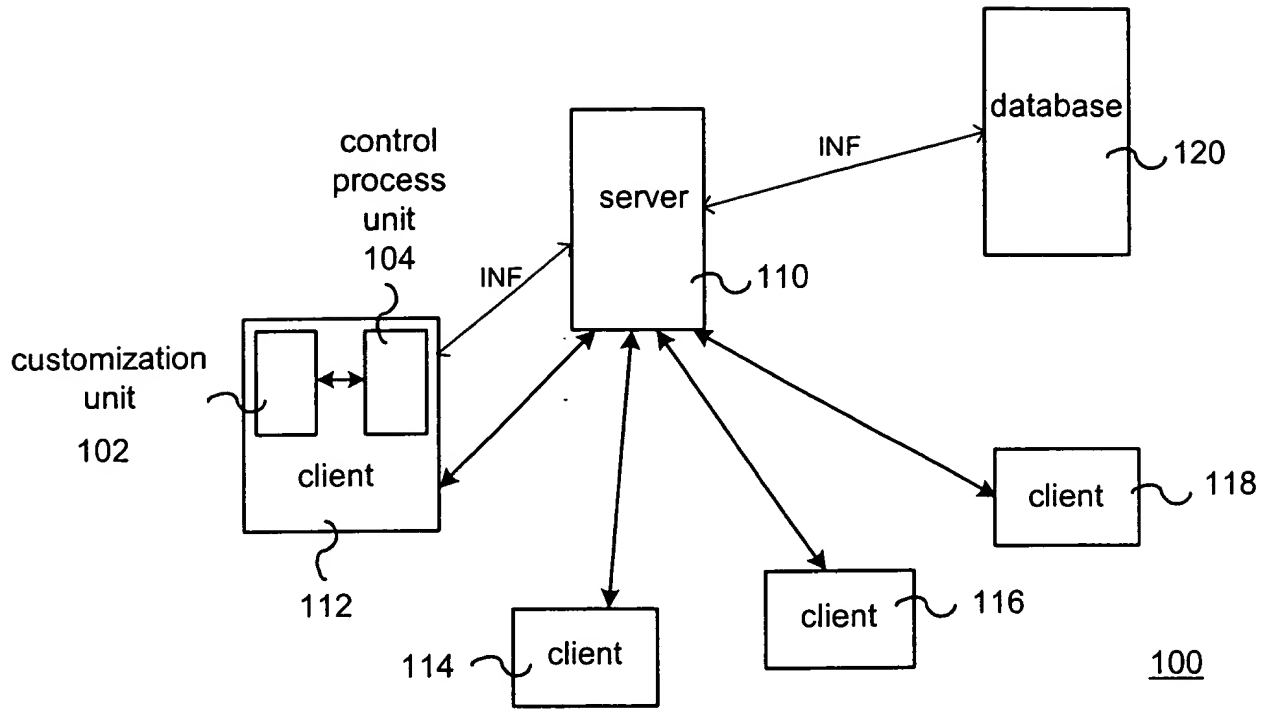 database
120
INF
control
process
unit
104
server
110
INF
customization
unit
102
client
112
client
118
client
116
client
114
100